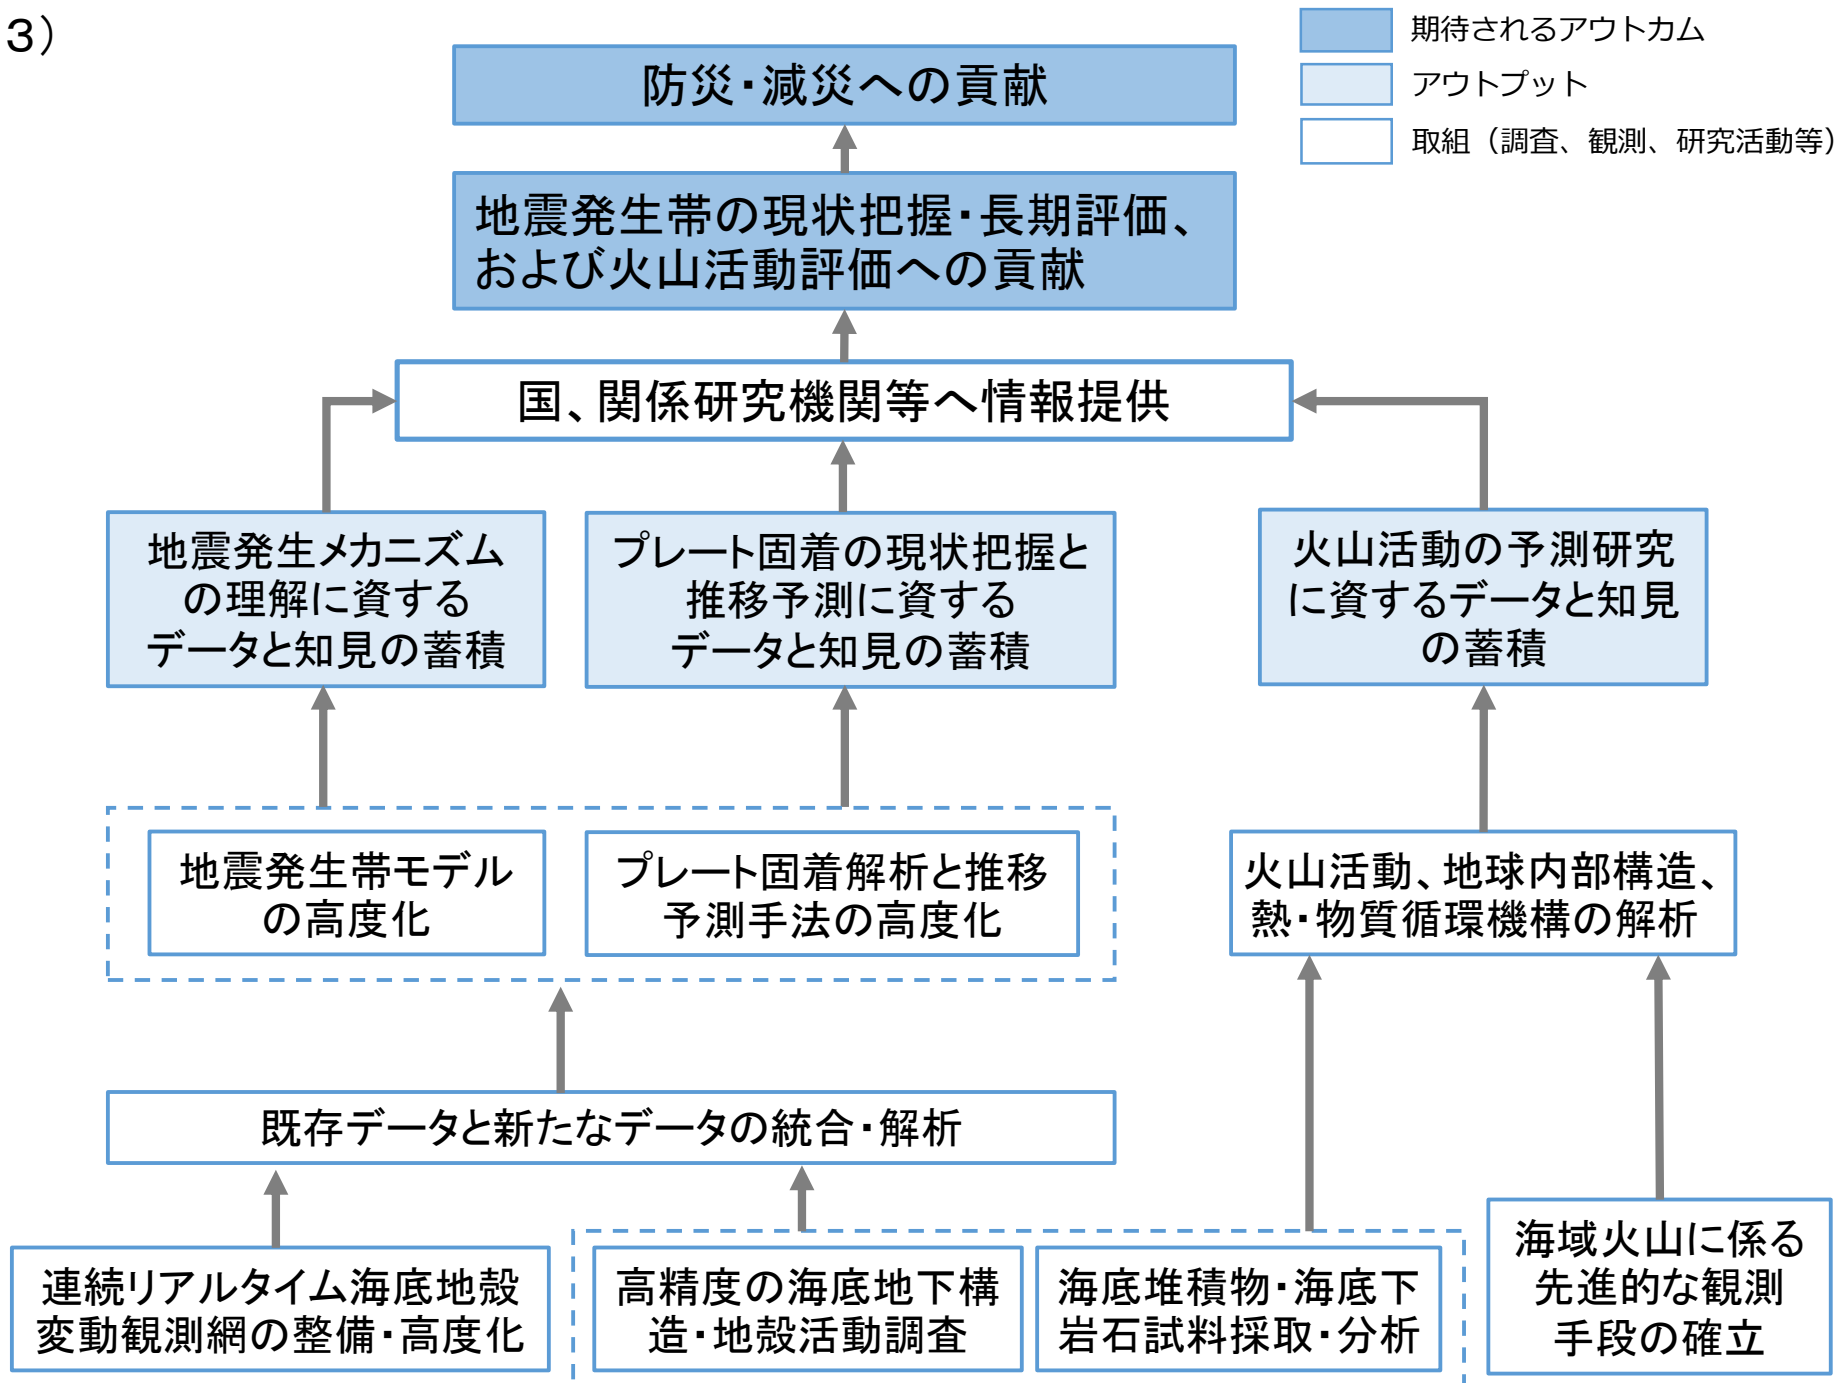 3）
期待されるアウトカム
アウトプット
取組（調査、観測、研究活動等）
防災・減災への貢献
地震発生帯の現状把握・長期評価、
および火山活動評価への貢献
国、関係研究機関等へ情報提供
地震発生メカニズム
の理解に資する
データと知見の蓄積
プレート固着の現状把握と
推移予測に資する
データと知見の蓄積
火山活動の予測研究
に資するデータと知見
の蓄積
地震発生帯モデル
の高度化
プレート固着解析と推移
予測手法の高度化
火山活動、地球内部構造、
熱・物質循環機構の解析
既存データと新たなデータの統合・解析
連続リアルタイム海底地殻
変動観測網の整備・高度化
高精度の海底地下構
造・地殻活動調査
海底堆積物・海底下
岩石試料採取・分析
海域火山に係る
先進的な観測
手段の確立